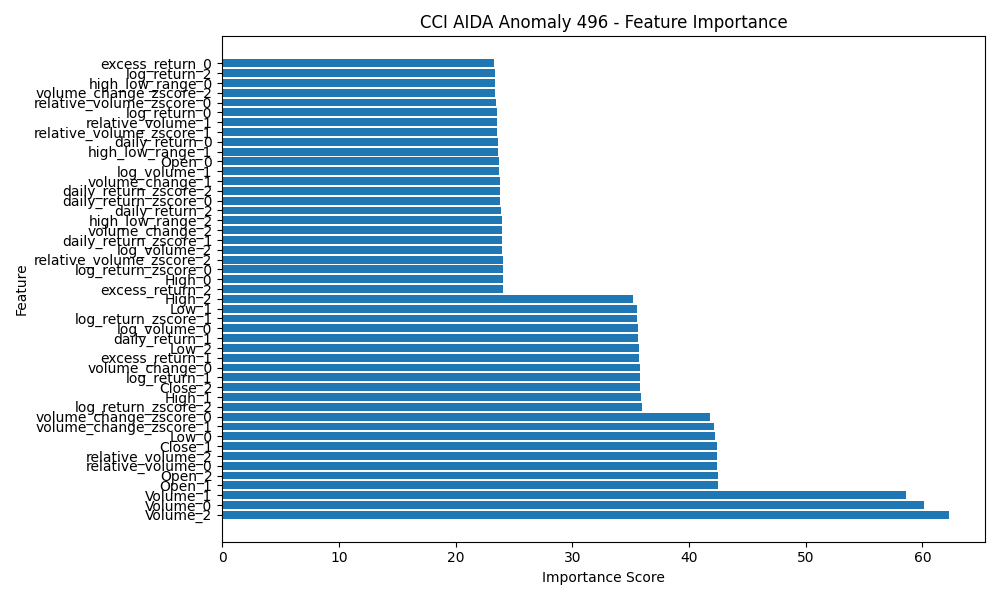 CCI AIDA Anomaly 496 - Feature Importance
excess_return_0
log_return_2
high_low_range_0
volume_change_zscore_2
relative_volume_zscore_0
log_return_0
relative_volume_1
relative_volume_zscore_1
daily_return_0
high_low_range_1
Open_0
log_volume_1
volume_change_1
daily_return_zscore_2
daily_return_zscore_0
daily_return_2
high_low_range_2
volume_change_2
daily_return_zscore_1
log_volume_2
relative_volume_zscore_2
log_return_zscore_0
High_0
excess_return_2
High_2
Low_1
log_return_zscore_1
log_volume_0
daily_return_1
Low_2
excess_return_1
volume_change_0
log_return_1
Close_2
High_1
log_return_zscore_2
volume_change_zscore_0
volume_change_zscore_1
Low_0
Close_1
relative_volume_2
relative_volume_0
Open_2
Open_1
Volume_1
Volume_0
Volume_2
Feature
0 10 20 30 40 50 60
Importance Score